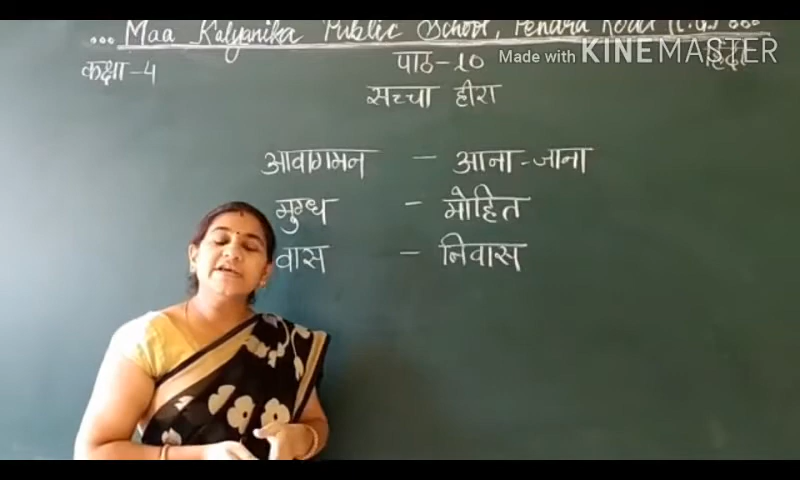 ... Maa Kalyanika Public School, Pendra Road (C.G.) ...
Made with KINEMASTER
कक्षा-4 पाठ-10 हिंदी
सच्चा हीरा
आवागमन - आना-जाना
मुग्ध - मोहित
वास - निवास